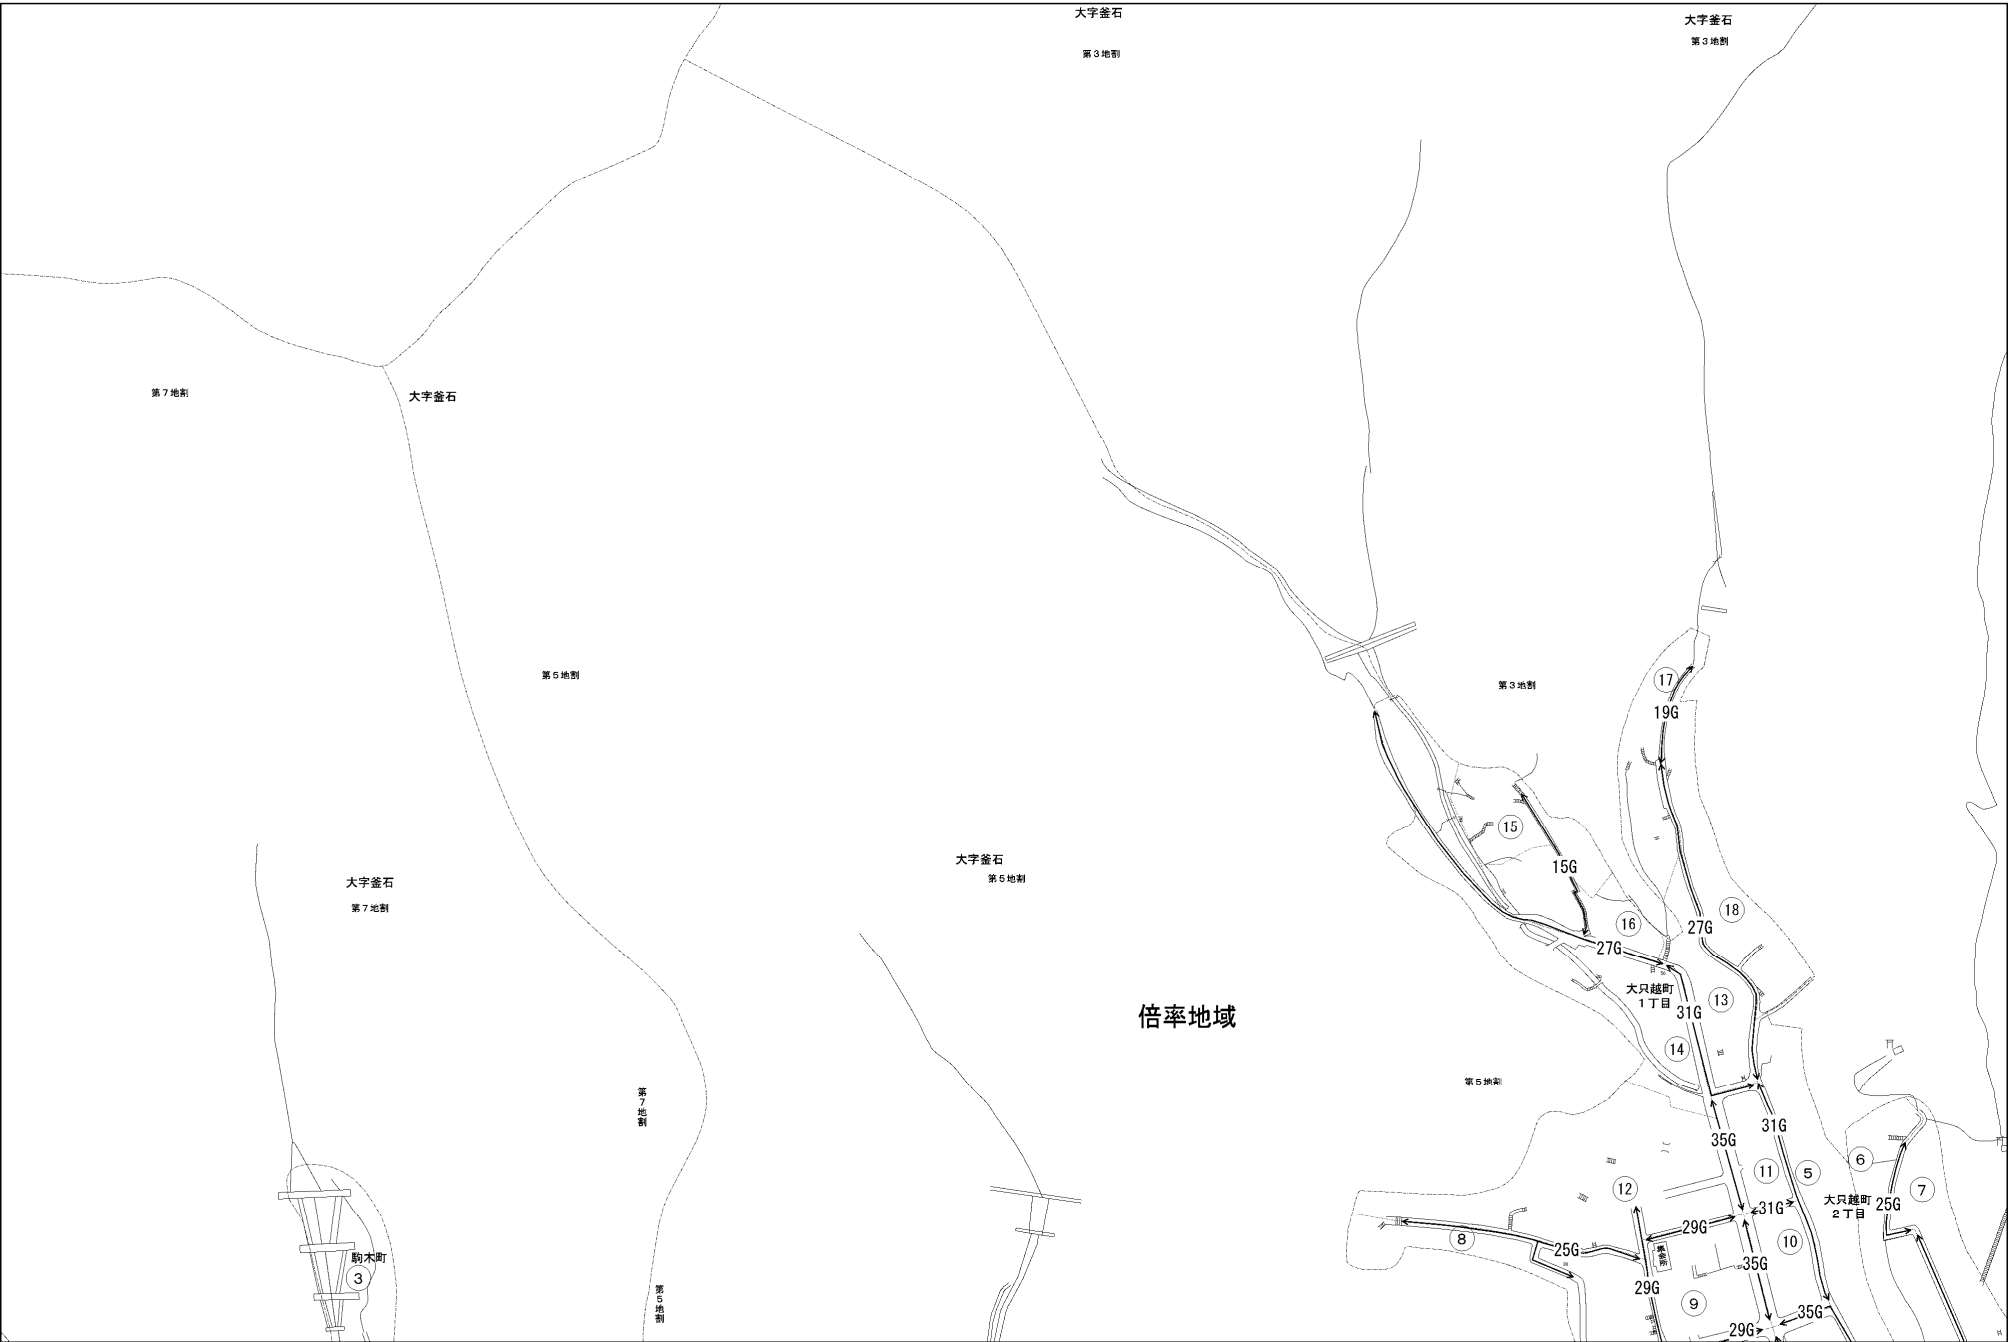 大字釜石
第３地割
大字釜石
第３地割
第７地割
大字釜石
第５地割
第３地割
17
19G
15
15G
大字釜石
第５地割
大字釜石
第７地割
16
18
27G
27G
大只越町
１丁目
13
31G
倍率地域
14
第５地割
第７地割
31G
35G
11
5
6
7
12
大只越町
２丁目
25G
31G
29G
8
25G
集会所
10
35G
駒木町
3
29G
第５地割
9
35G
29G